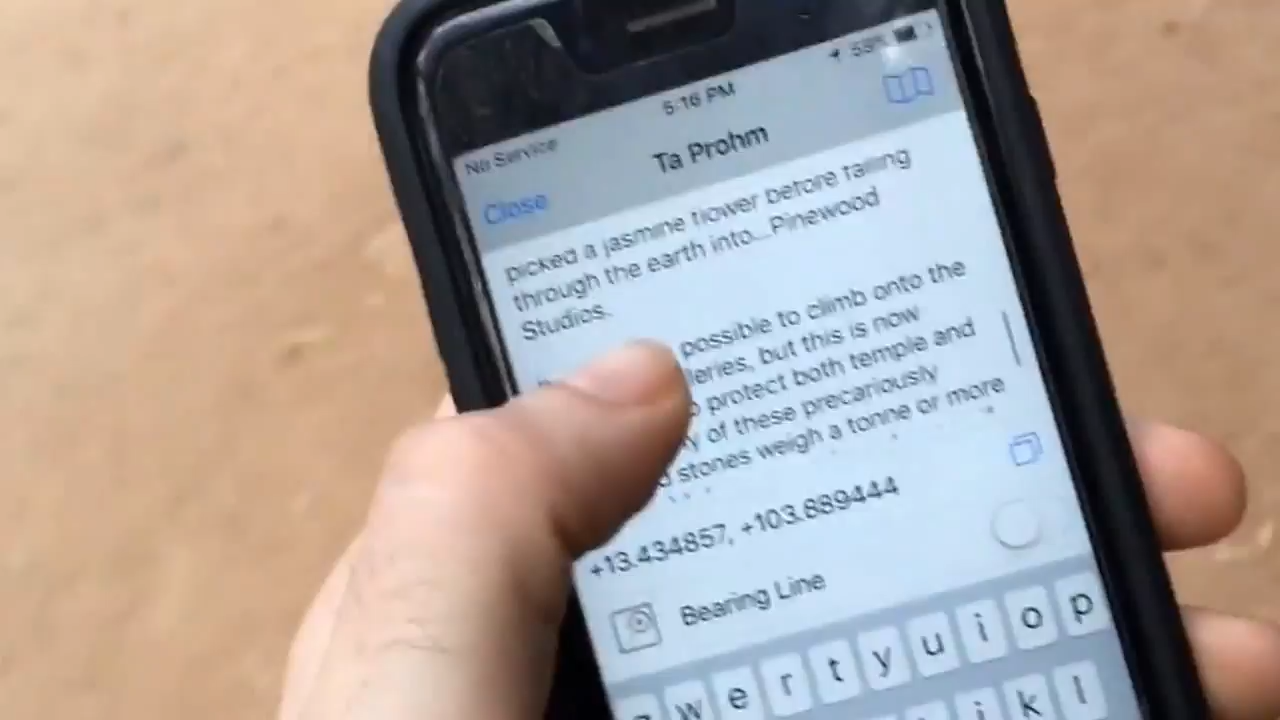 No Service
5:16 PM
59%
Ta Prohm
Close
picked a jasmine flower before falling
through the earth into...Pinewood
Studios.
possible to climb onto the
leries, but this is now
protect both temple and
y of these precariously
stones weigh a tonne or more
+13.434857, +103.889444
Bearing Line
w e r t y u i o p
j k l